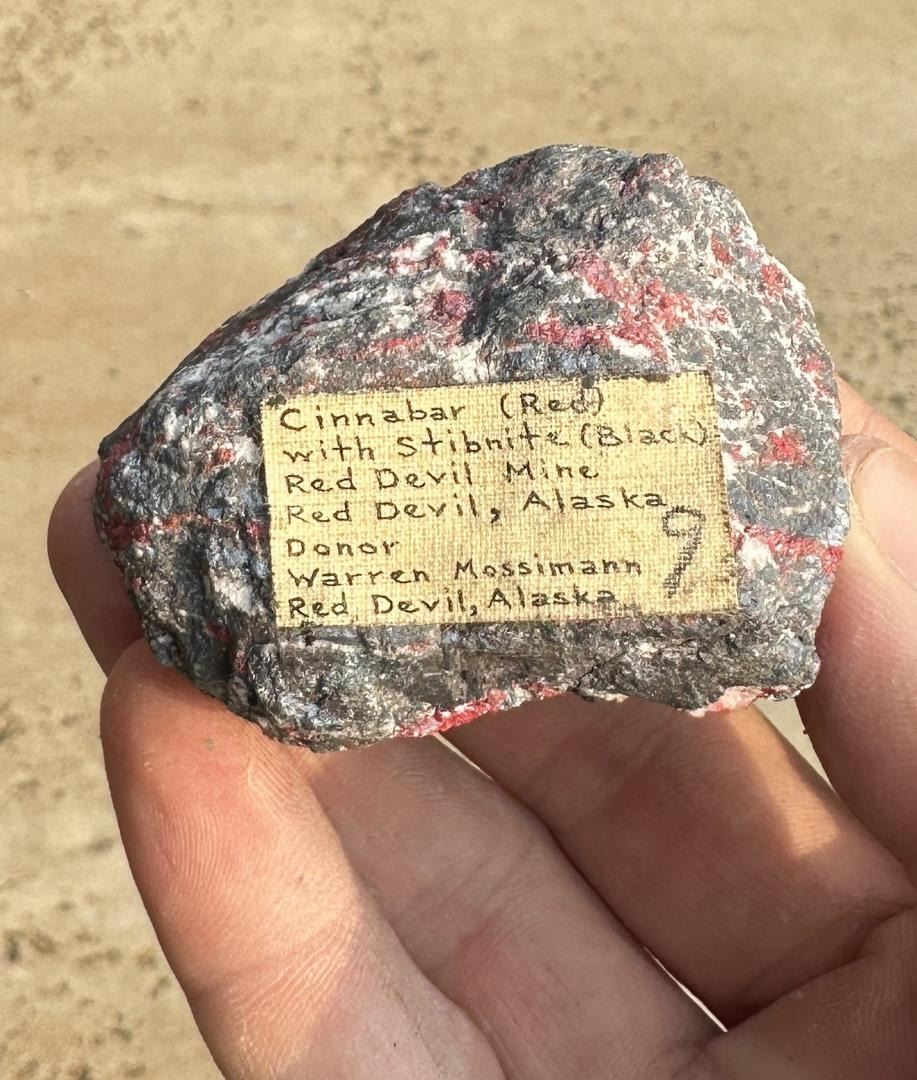 Cinnabar (Red)
with Stibnite (Black)
Red Devil Mine
Red Devil, Alaska
Donor
Warren Mossimann
Red Devil, Alaska
9